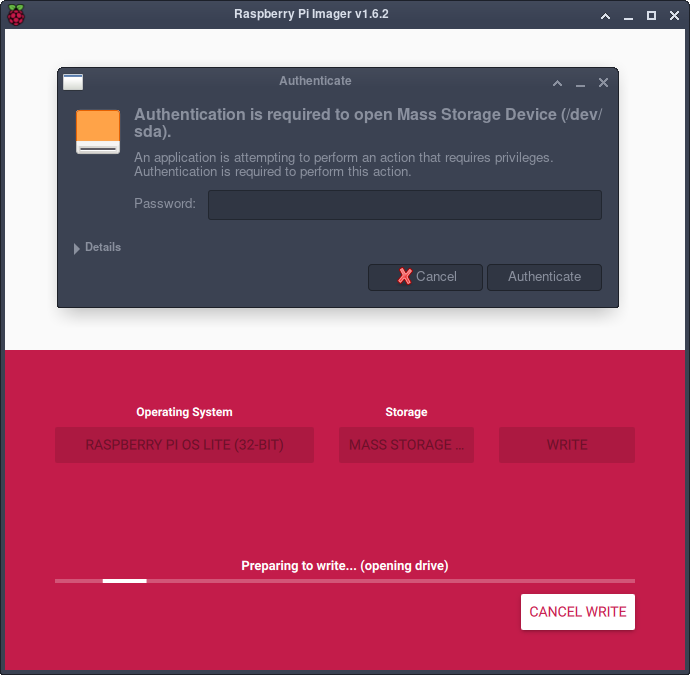 Raspberry Pi Imager v1.6.2
Authenticate
Authentication is required to open Mass Storage Device (/dev/
sda).
An application is attempting to perform an action that requires privileges.
Authentication is required to perform this action.
Password:
Details
Cancel
Authenticate
Operating System
Storage
RASPBERRY PI OS LITE (32-BIT)
MASS STORAGE ...
WRITE
Preparing to write... (opening drive)
CANCEL WRITE